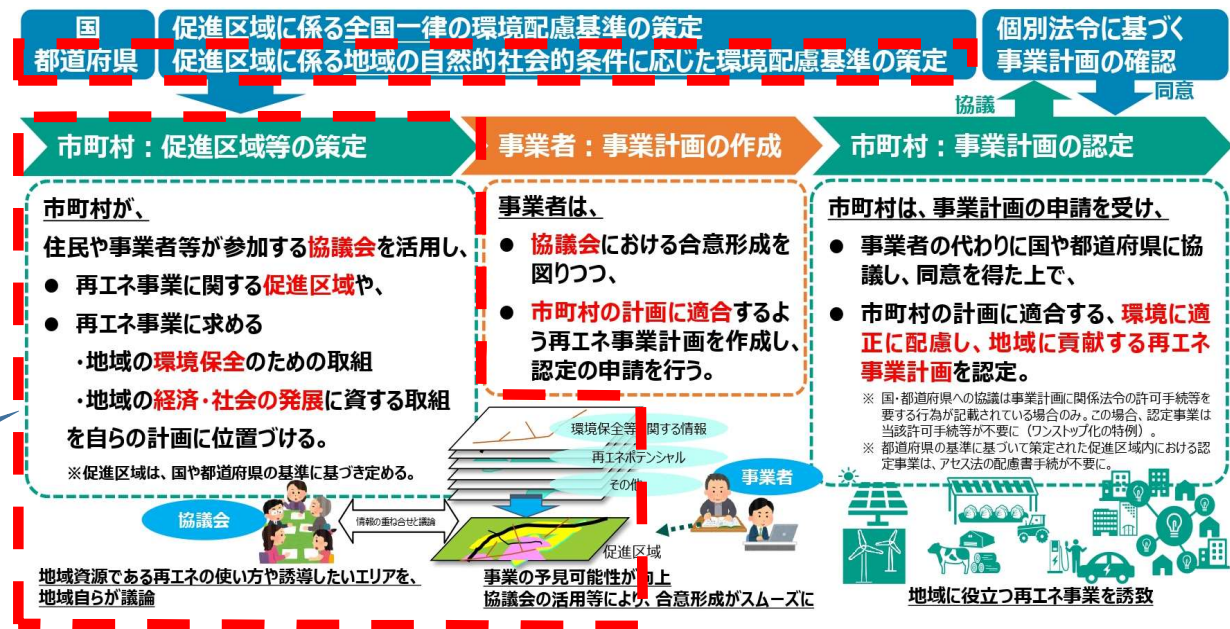 国
都道府県
促進区域に係る全国一律の環境配慮基準の策定
促進区域に係る地域の自然的社会的条件に応じた環境配慮基準の策定
個別法令に基づく
事業計画の確認
協議
同意
市町村：促進区域等の策定
事業者：事業計画の作成
市町村：事業計画の認定
市町村が、
住民や事業者等が参加する協議会を活用し、
● 再エネ事業に関する促進区域や、
● 再エネ事業に求める
・地域の環境保全のための取組
・地域の経済・社会の発展に資する取組
を自らの計画に位置づける。
※促進区域は、国や都道府県の基準に基づき定める。
事業者は、
● 協議会における合意形成を
図りつつ、
● 市町村の計画に適合するよ
う再エネ事業計画を作成し、
認定の申請を行う。
市町村は、事業計画の申請を受け、
● 事業者の代わりに国や都道府県に協
議し、同意を得た上で、
● 市町村の計画に適合する、環境に適
正に配慮し、地域に貢献する再エネ
事業計画を認定。
※ 国・都道府県への協議は事業計画に関係法令の許可手続等を
要する行為が記載されている場合のみ。この場合、認定事業は
当該許可手続等が不要に（ワンストップ化の特例）。
※ 都道府県の基準に基づいて策定された促進区域内における認
定事業は、アセス法の配慮書手続が不要に。
環境保全等に関する情報
再エネポテンシャル
その他
事業者
協議会
情報の重ね合せと議論
促進区域
地域資源である再エネの使い方や誘導したいエリアを、
地域自らが議論
事業の予見可能性が向上
協議会の活用等により、合意形成がスムーズに
地域に役立つ再エネ事業を誘致